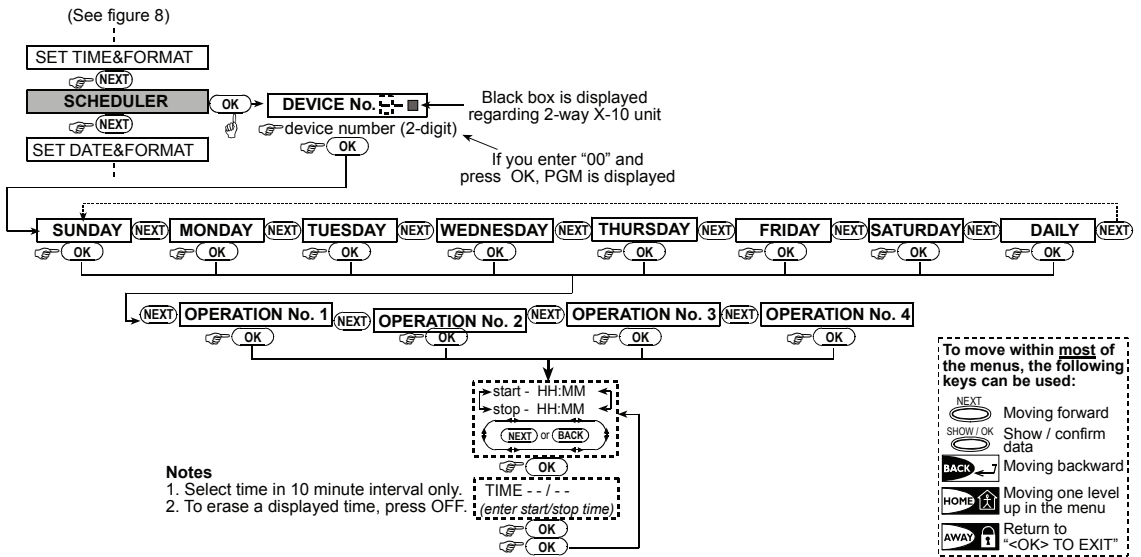 (See figure 8)
SET TIME&FORMAT
NEXT
SCHEDULER
OK
DEVICE No. - -
Black box is displayed
regarding 2-way X-10 unit
NEXT
device number (2-digit)
SET DATE&FORMAT
OK
If you enter “00” and
press OK, PGM is displayed
SUNDAY NEXT MONDAY NEXT TUESDAY NEXT WEDNESDAY NEXT THURSDAY NEXT FRIDAY NEXT SATURDAY NEXT DAILY NEXT
OK OK OK OK OK OK OK OK
NEXT OPERATION No. 1 NEXT OPERATION No. 2 NEXT OPERATION No. 3 NEXT OPERATION No. 4
OK OK OK OK
start - HH:MM
stop - HH:MM
NEXT or BACK
OK
TIME - - / - -
(enter start/stop time)
OK
OK
Notes
1. Select time in 10 minute interval only.
2. To erase a displayed time, press OFF.
To move within most of
the menus, the following
keys can be used:
NEXT
Moving forward
SHOW / OK
Show / confirm
data
BACK
Moving backward
HOME
Moving one level
up in the menu
AWAY
Return to
“<OK> TO EXIT”